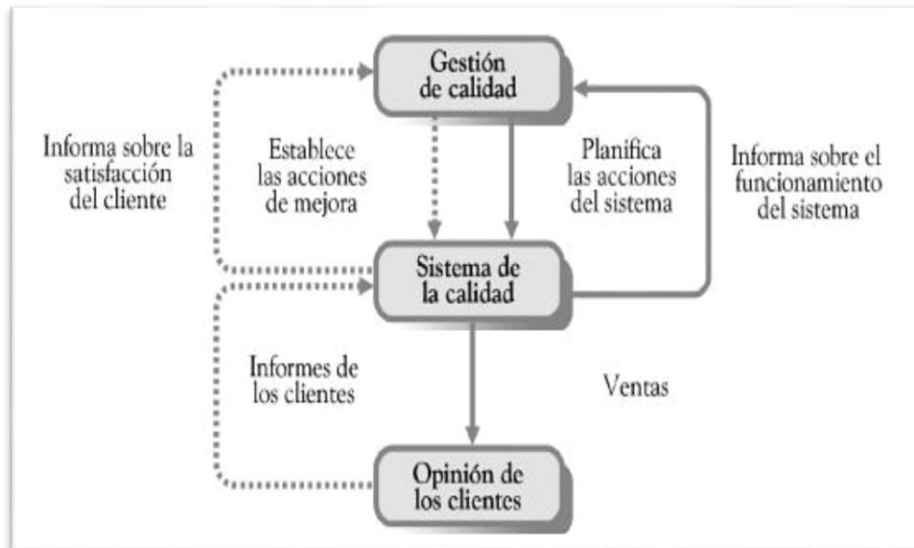 Gestión
de calidad
Informa sobre la
satisfacción
del cliente
Establece
las acciones
de mejora
Planifica
las acciones
del sistema
Informa sobre el
funcionamiento
del sistema
Sistema de
la calidad
Informes de
los clientes
Ventas
Opinión de
los clientes